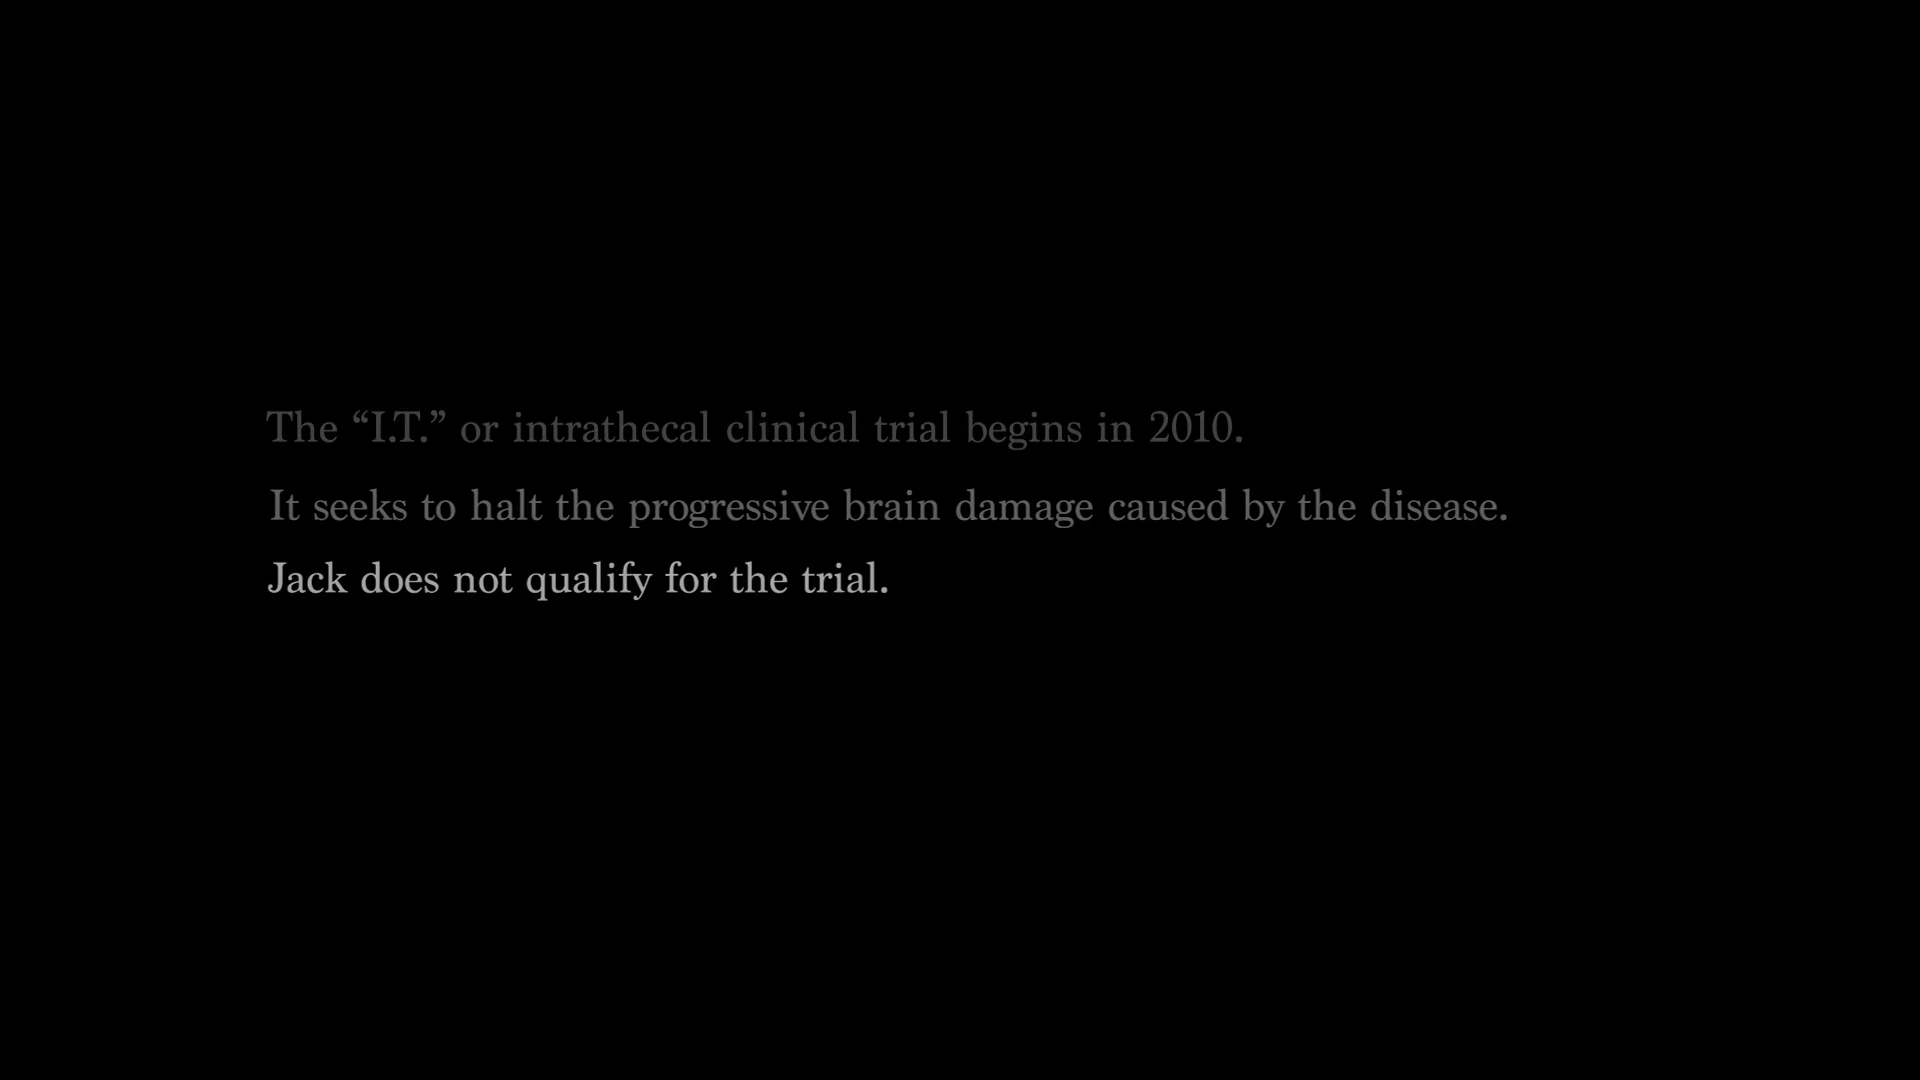 The “I.T.” or intrathecal clinical trial begins in 2010.
It seeks to halt the progressive brain damage caused by the disease.
Jack does not qualify for the trial.